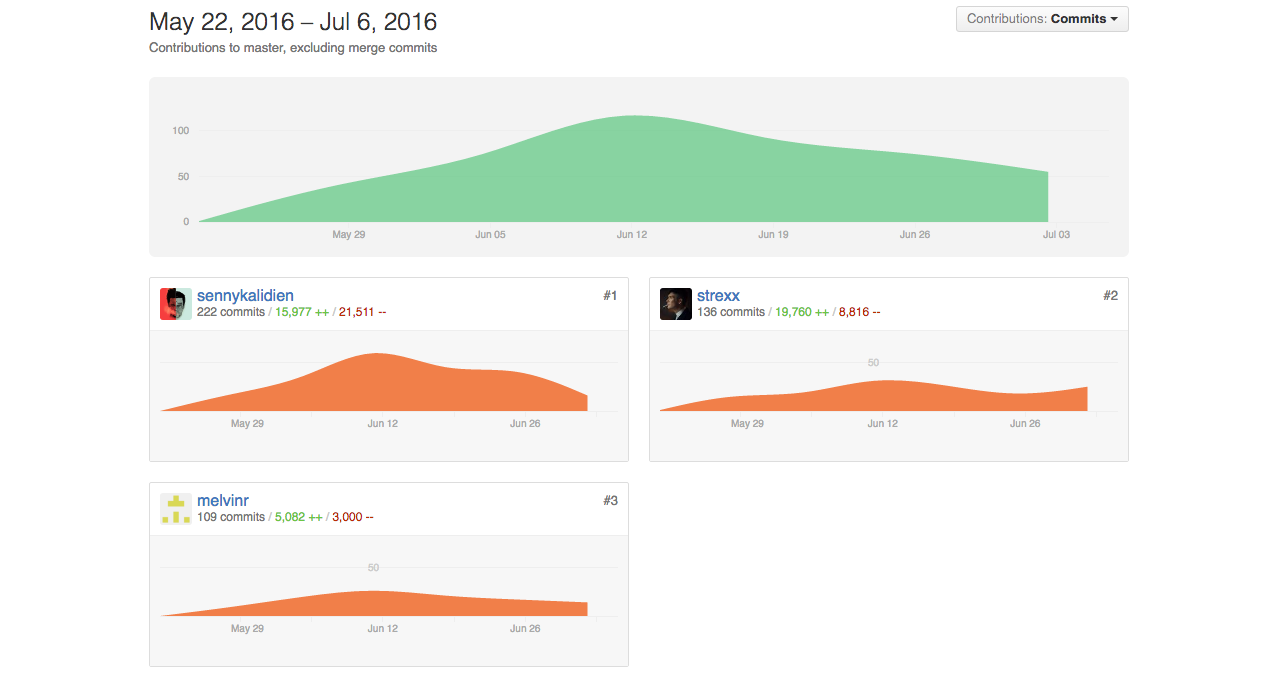 May 22, 2016 – Jul 6, 2016
Contributions: Commits
Contributions to master, excluding merge commits
100
50
0
May 29 Jun 05 Jun 12 Jun 19 Jun 26 Jul 03
sennykalidien #1
222 commits / 15,977 ++ / 21,511 --
May 29 Jun 12 Jun 26
strexx #2
136 commits / 19,760 ++ / 8,816 --
50
May 29 Jun 12 Jun 26
melvinr #3
109 commits / 5,082 ++ / 3,000 --
50
May 29 Jun 12 Jun 26